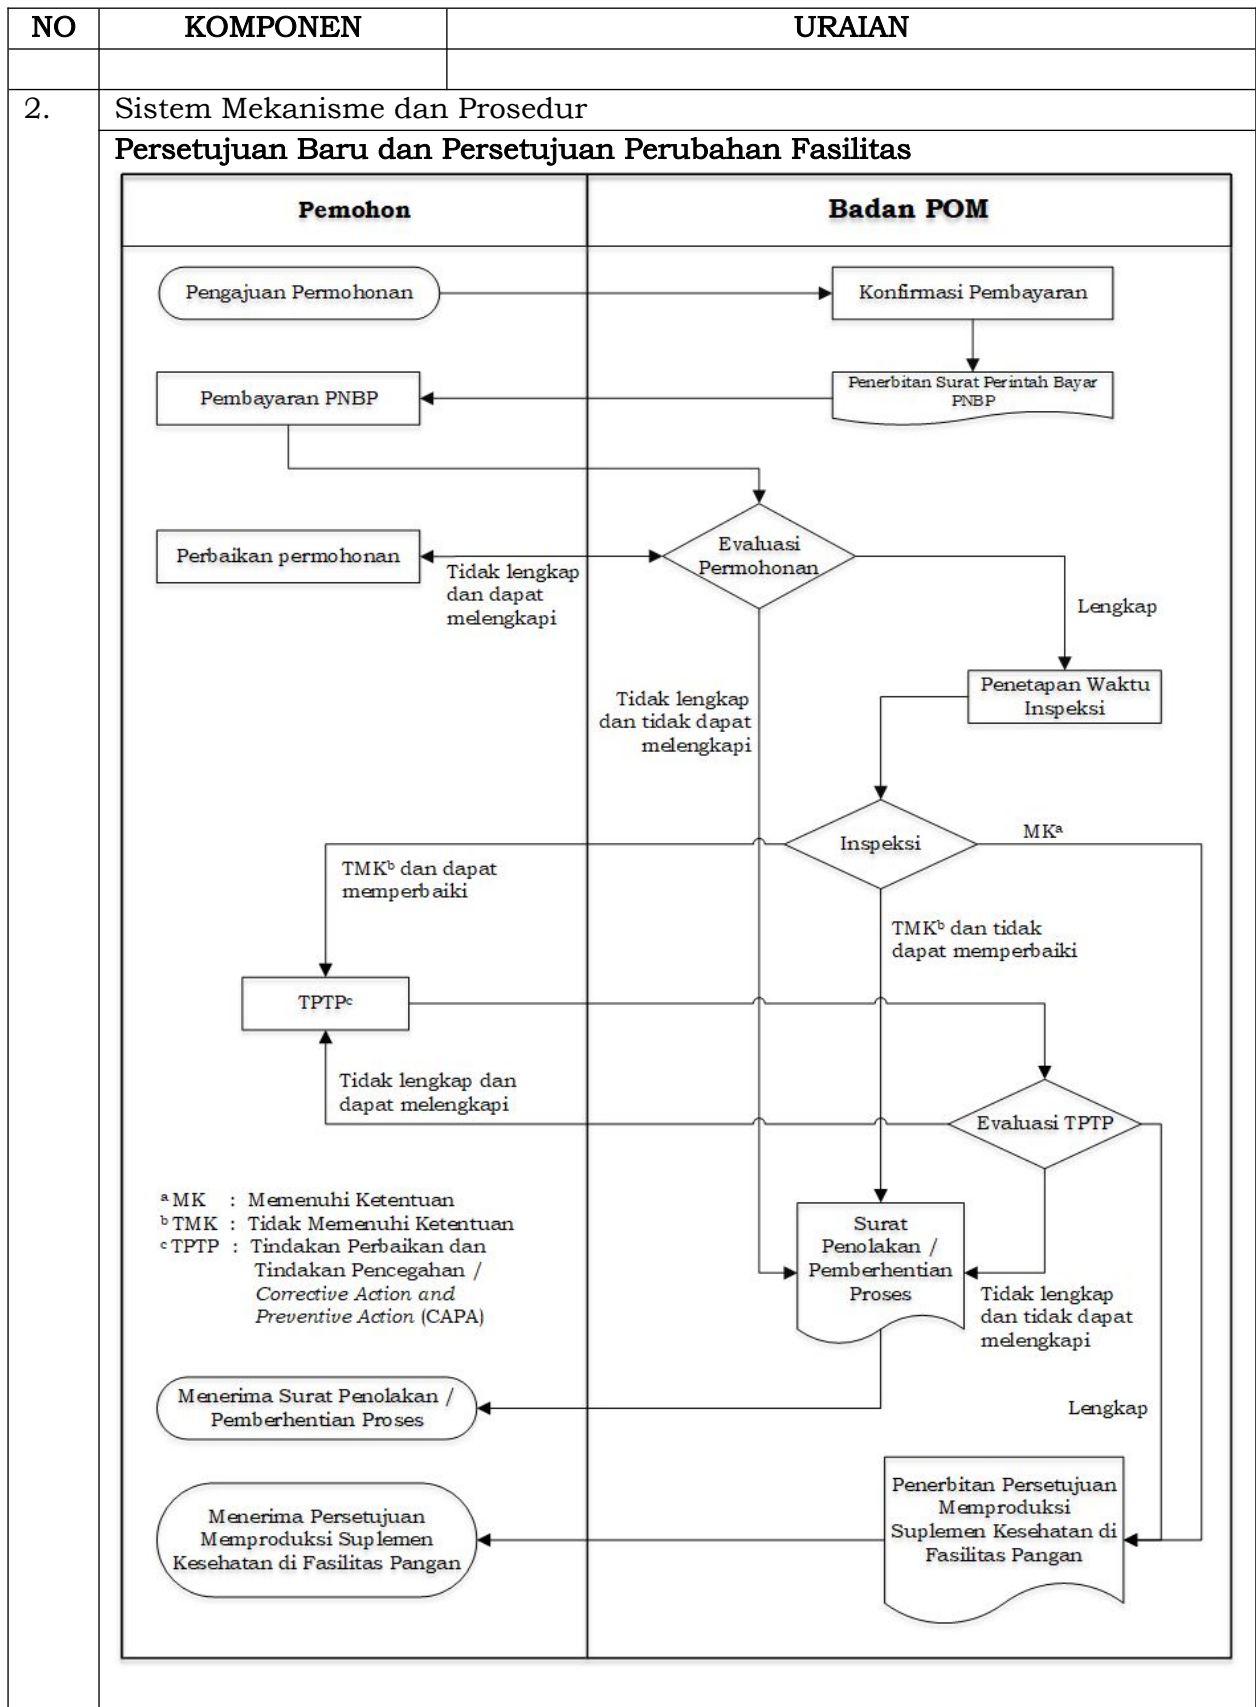 NO KOMPONEN URAIAN
2. Sistem Mekanisme dan Prosedur
Persetujuan Baru dan Persetujuan Perubahan Fasilitas
Pemohon Badan POM
Pengajuan Permohonan
Konfirmasi Pembayaran
Pembayaran PNBP
Penerbitan Surat Perintah Bayar
PNBP
Perbaikan permohonan
Tidak lengkap
dan dapat
melengkapi
Evaluasi
Permohonan
Lengkap
Tidak lengkap
dan tidak dapat
melengkapi
Penetapan Waktu
Inspeksi
Inspeksi
MKᵃ
TMKᵇ dan dapat
memperbaiki
TMKᵇ dan tidak
dapat memperbaiki
TPTPᶜ
Tidak lengkap dan
dapat melengkapi
Evaluasi TPTP
ᵃ MK : Memenuhi Ketentuan
ᵇ TMK : Tidak Memenuhi Ketentuan
ᶜ TPTP : Tindakan Perbaikan dan
Tindakan Pencegahan /
Corrective Action and
Preventive Action (CAPA)
Surat
Penolakan /
Pemberhentian
Proses
Tidak lengkap
dan tidak dapat
melengkapi
Menerima Surat Penolakan /
Pemberhentian Proses
Lengkap
Menerima Persetujuan
Memproduksi Suplemen
Kesehatan di Fasilitas Pangan
Penerbitan Persetujuan
Memproduksi
Suplemen Kesehatan di
Fasilitas Pangan